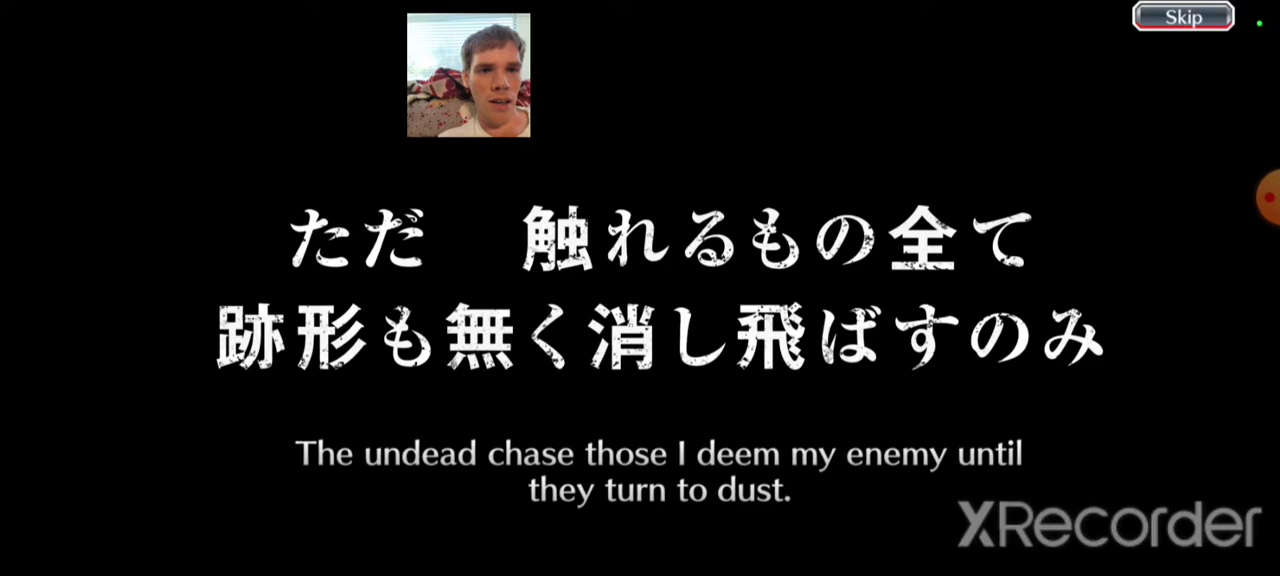 Skip
ただ　触れるもの全て
跡形も無く消し飛ばすのみ
The undead chase those I deem my enemy until
they turn to dust.
XRecorder